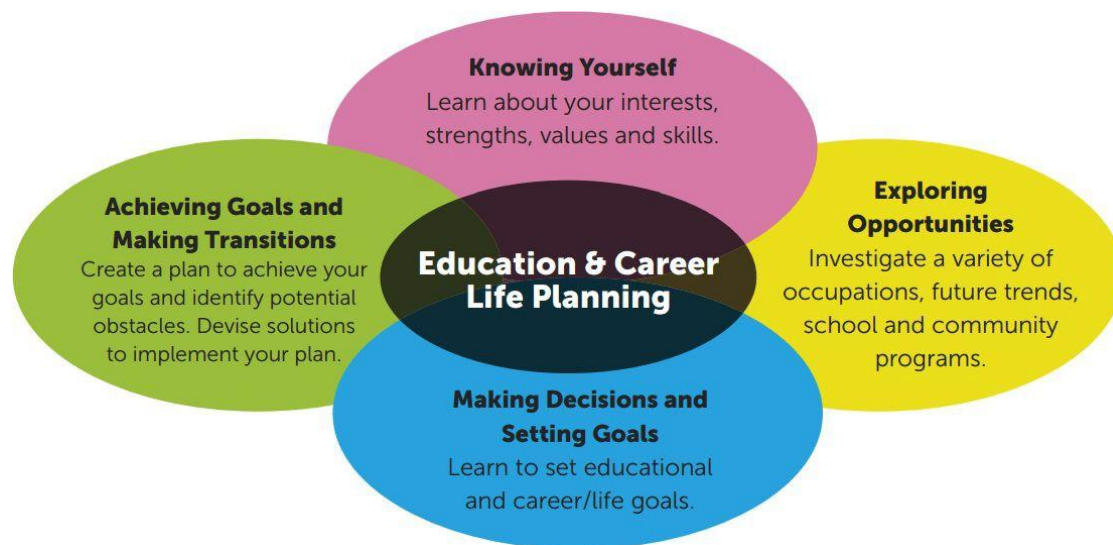 Knowing Yourself
Learn about your interests,
strengths, values and skills.
Achieving Goals and
Making Transitions
Create a plan to achieve your
goals and identify potential
obstacles. Devise solutions
to implement your plan.
Education & Career
Life Planning
Exploring
Opportunities
Investigate a variety of
occupations, future trends,
school and community
programs.
Making Decisions and
Setting Goals
Learn to set educational
and career/life goals.